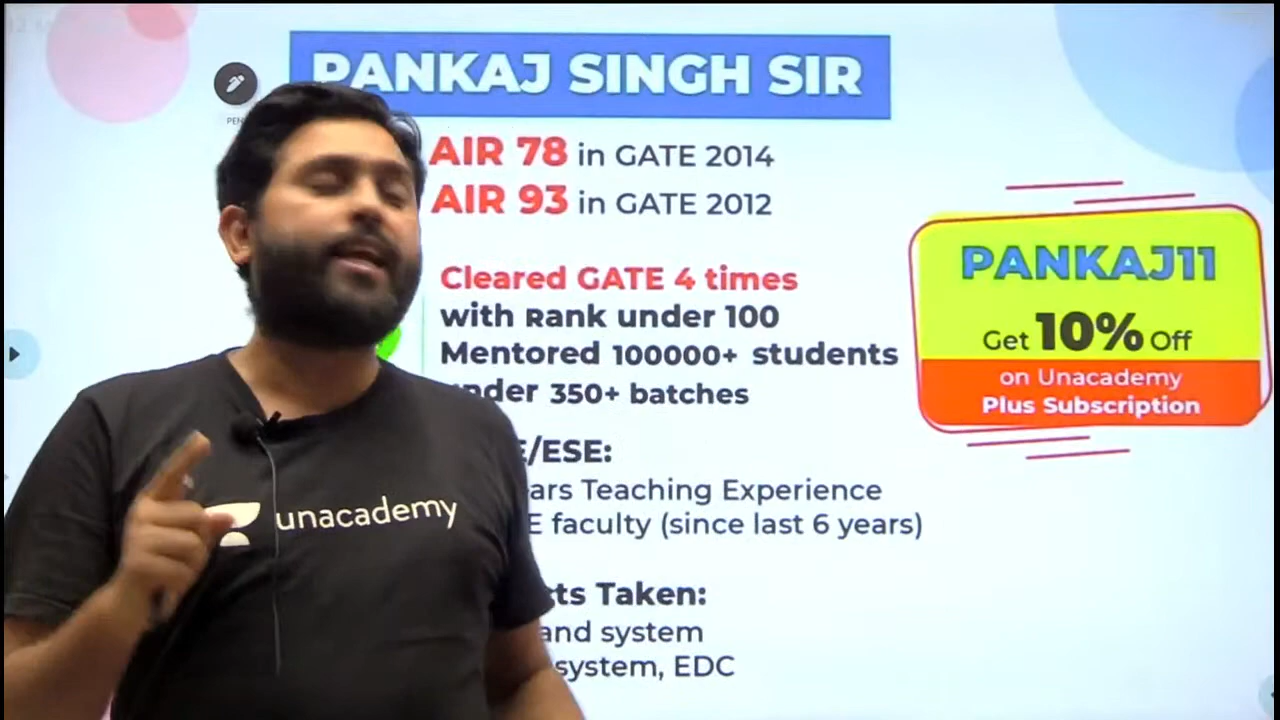 PANKAJ SINGH SIR
PEN
AIR 78 in GATE 2014
AIR 93 in GATE 2012
Cleared GATE 4 times
with Rank under 100
Mentored 100000+ students
under 350+ batches
PANKAJ11
Get 10% Off
on Unacademy
Plus Subscription
E/ESE:
ars Teaching Experience
E faculty (since last 6 years)
unacademy
ts Taken:
and system
system, EDC